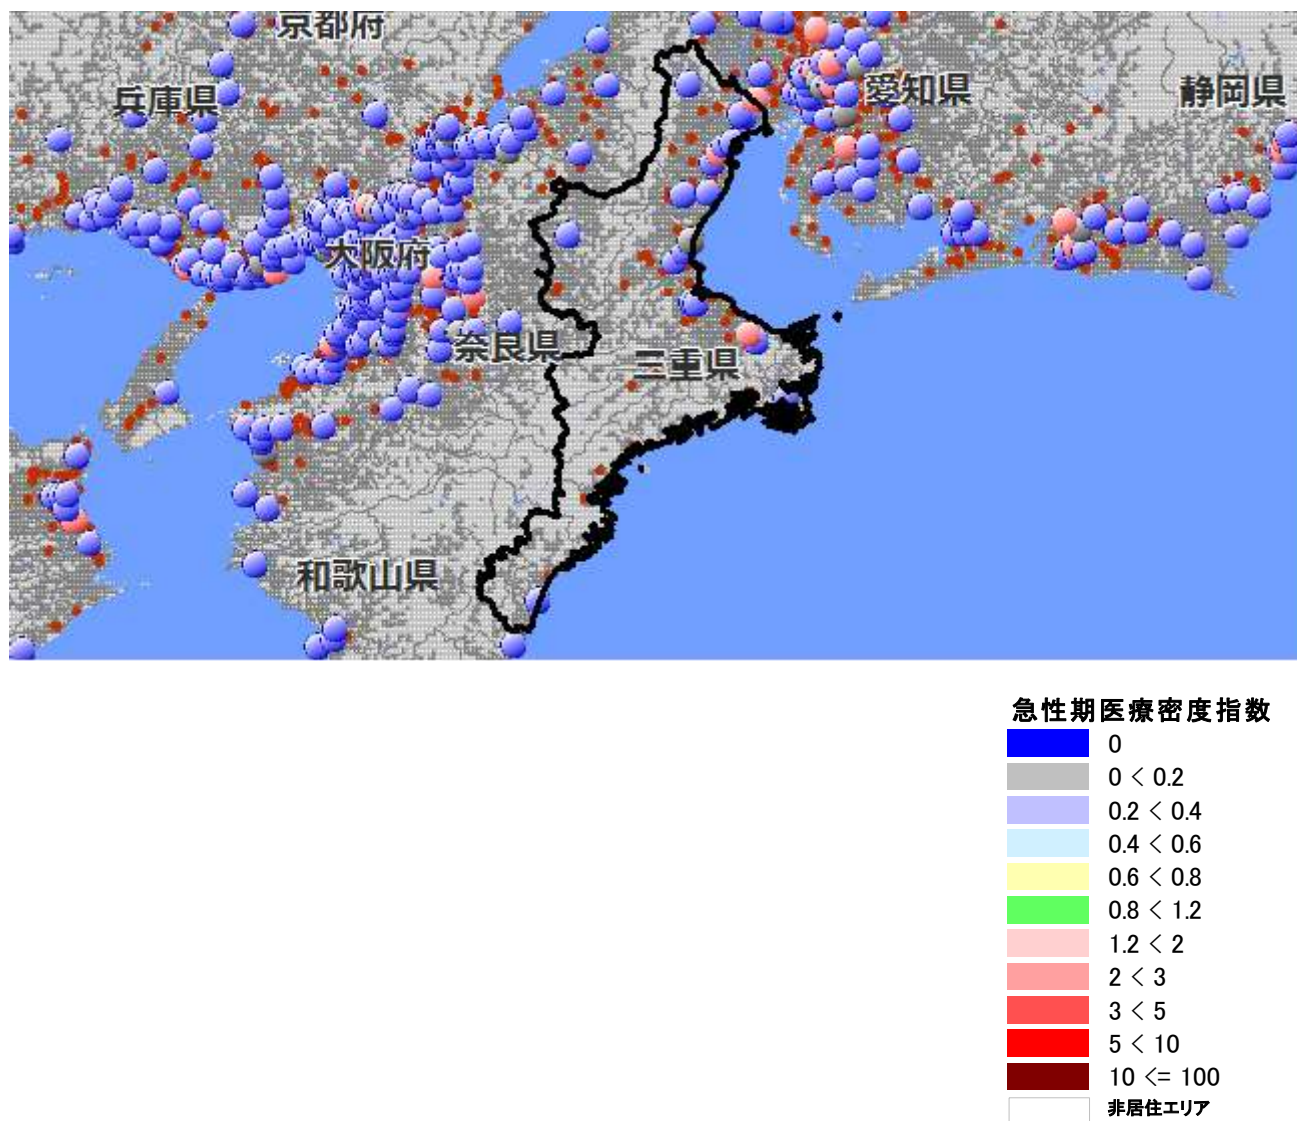 京都府
兵庫県
愛知県
静岡県
大阪府
奈良県
三重県
和歌山県
急性期医療密度指数
0
0 < 0.2
0.2 < 0.4
0.4 < 0.6
0.6 < 0.8
0.8 < 1.2
1.2 < 2
2 < 3
3 < 5
5 < 10
10 <= 100
非居住エリア